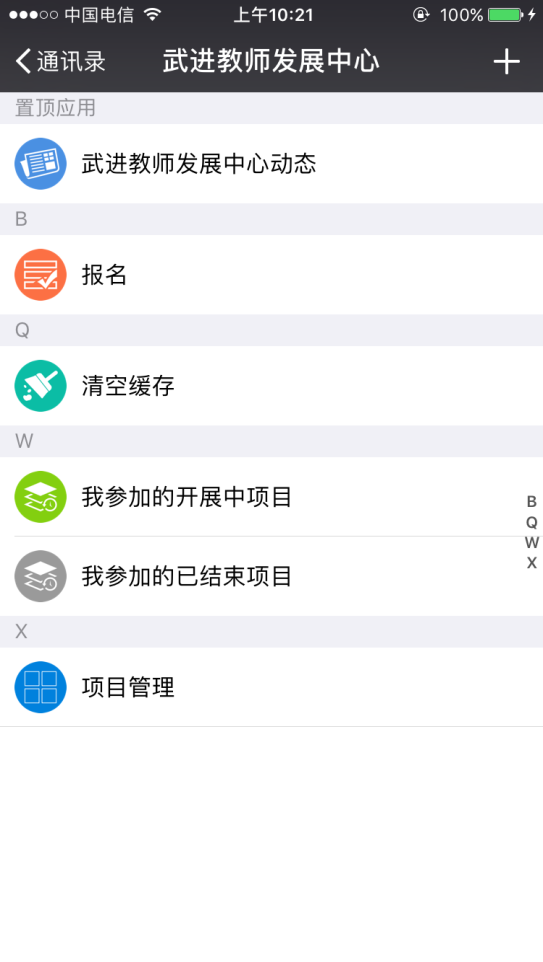 中国电信 上午10:21 100%
通讯录 武进教师发展中心
置顶应用
武进教师发展中心动态
B
报名
Q
清空缓存
W
我参加的开展中项目
B
Q
W
X
我参加的已结束项目
X
项目管理